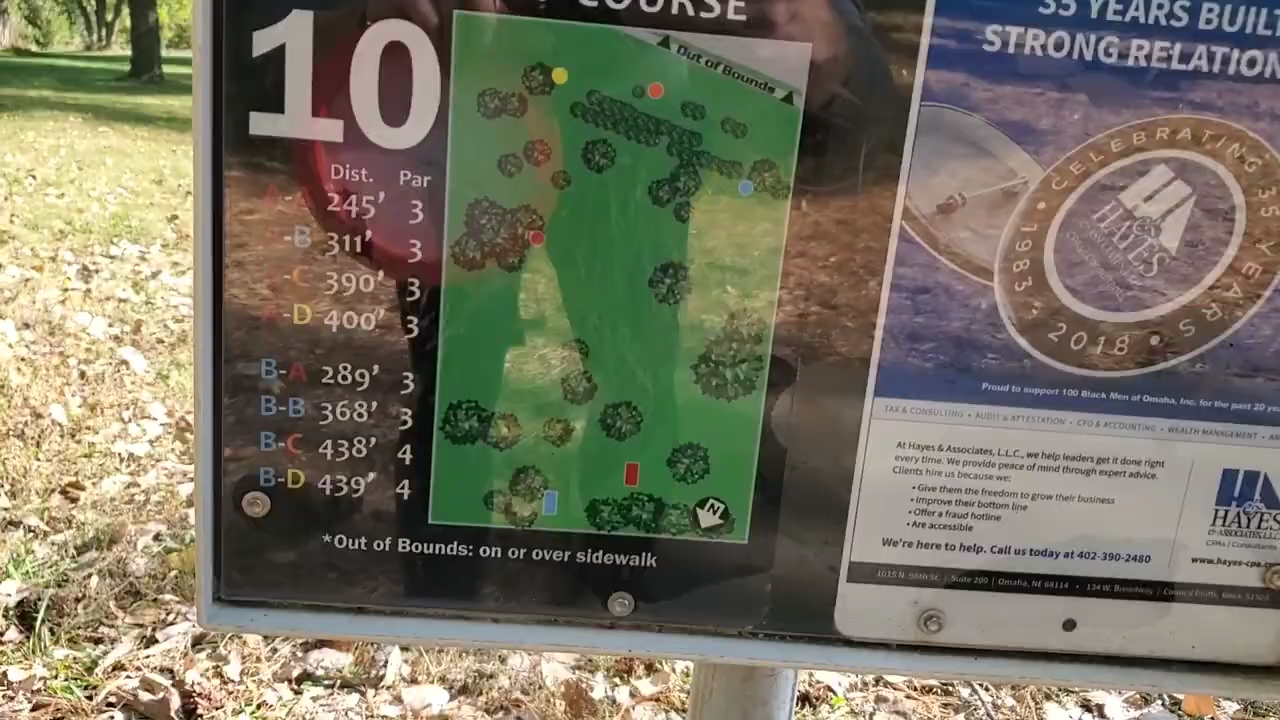 COURSE
10
Out of Bounds
Dist. Par
A-A 245' 3
-B 311' 3
-C 390' 3
A-D 400' 3
B-A 289' 3
B-B 368' 3
B-C 438' 4
B-D 439' 4
N
*Out of Bounds: on or over sidewalk
35 YEARS BUIL
STRONG RELATION
CELEBRATING 35 YEARS
HAYES
1983
2018
Proud to support 100 Black Men of Omaha, Inc. for the past 20 ye
TAX & CONSULTING • AUDIT & ATTESTATION • CFO & ACCOUNTING • WEALTH MANAGEMENT •
At Hayes & Associates, L.L.C., we help leaders get it done right
every time. We provide peace of mind through expert advice.
Clients hire us because we:
• Give them the freedom to grow their business
• Improve their bottom line
• Offer a fraud hotline
• Are accessible
We're here to help. Call us today at 402-390-2480
HAYES
& ASSOCIATES, L.L.C.
CPAs | Consultants
www.hayes-cpa.c
1015 N. 98th St. | Suite 200 | Omaha, NE 68114 • 134 W. Broadway | Council Bluffs, Iowa 51503